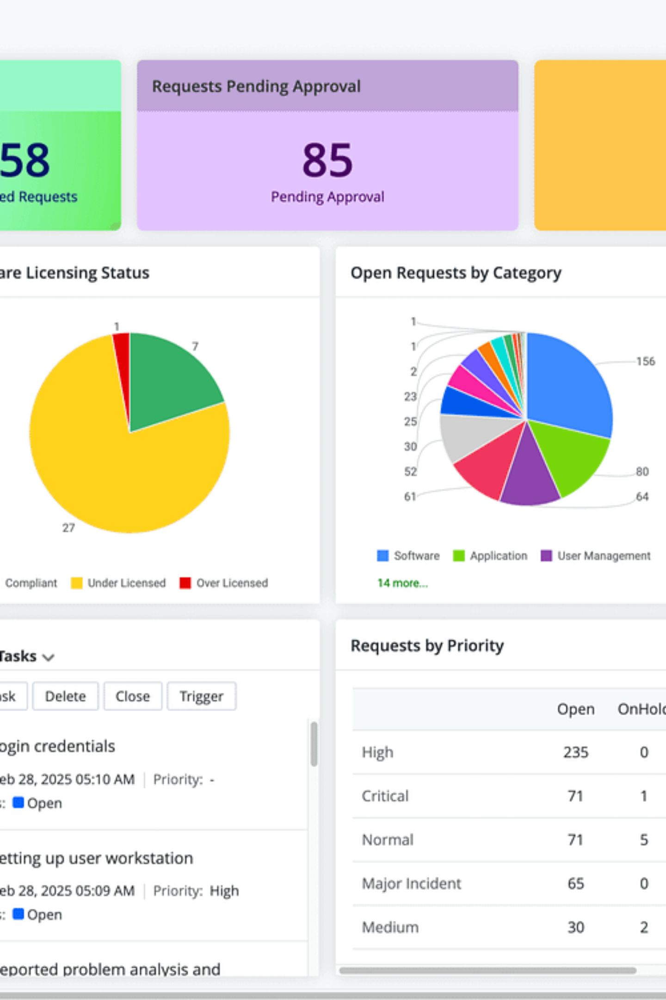 Requests Pending Approval
58
85
ed Requests
Pending Approval
are Licensing Status
Open Requests by Category
1
7
27
Compliant Under Licensed Over Licensed
1
1
2
23
25
30
52
61
156
80
64
Software Application User Management
14 more...
Tasks
sk Delete Close Trigger
ogin credentials
eb 28, 2025 05:10 AM Priority: -
s: Open
etting up user workstation
eb 28, 2025 05:09 AM Priority: High
s: Open
eported problem analysis and
Requests by Priority
Open OnHold
High 235 0
Critical 71 1
Normal 71 5
Major Incident 65 0
Medium 30 2